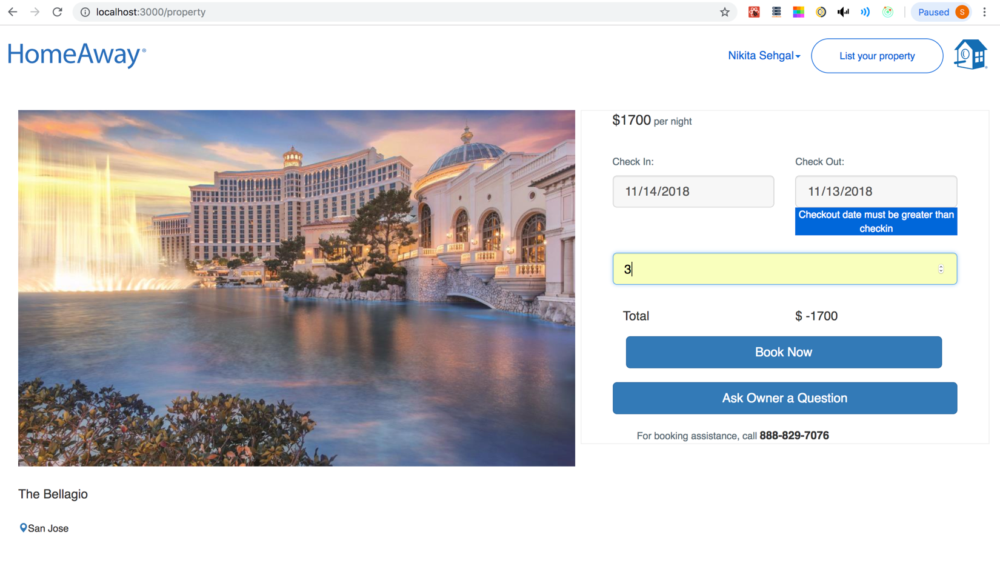 localhost:3000/property
Paused
S
HomeAway®
Nikita Sehgal
List your property
$1700 per night
Check In:
Check Out:
11/14/2018
11/13/2018
Checkout date must be greater than
checkin
3
Total
$ -1700
Book Now
Ask Owner a Question
For booking assistance, call 888-829-7076
The Bellagio
San Jose